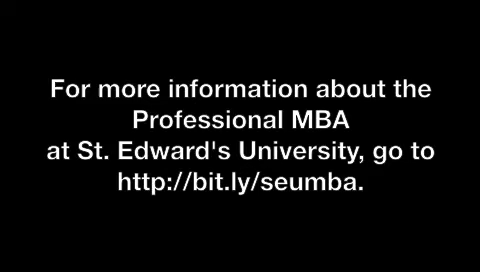 For more information about the
Professional MBA
at St. Edward's University, go to
http://bit.ly/seumba.